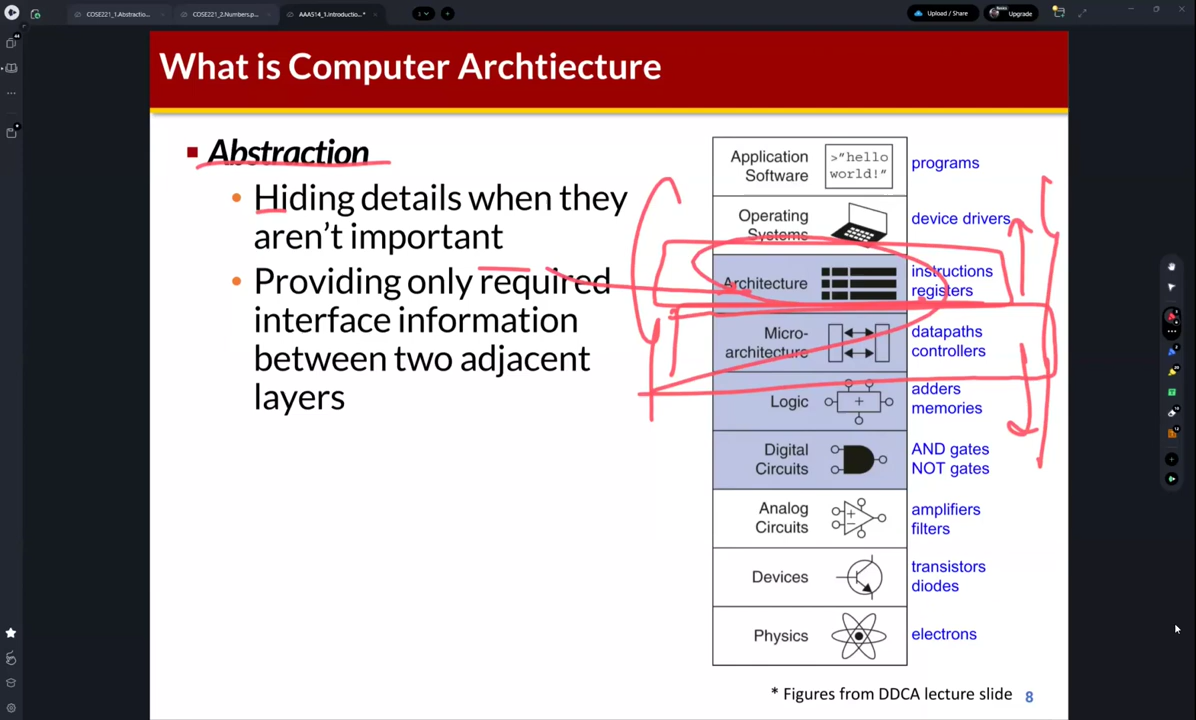 COSE221_1.Abstractio...
COSE221_2.Numbers.p...
AAA514_1.Introductio...*
2
Upload / Share
Upgrade
What is Computer Archtiecture
Abstraction
Hiding details when they
aren't important
Providing only required
interface information
between two adjacent
layers
Application
Software
>"hello
world!"
programs
Operating
Systems
device drivers
Architecture
instructions
registers
Micro-
architecture
datapaths
controllers
Logic
+
adders
memories
Digital
Circuits
AND gates
NOT gates
Analog
Circuits
+
−
amplifiers
filters
Devices
transistors
diodes
Physics
electrons
* Figures from DDCA lecture slide
8